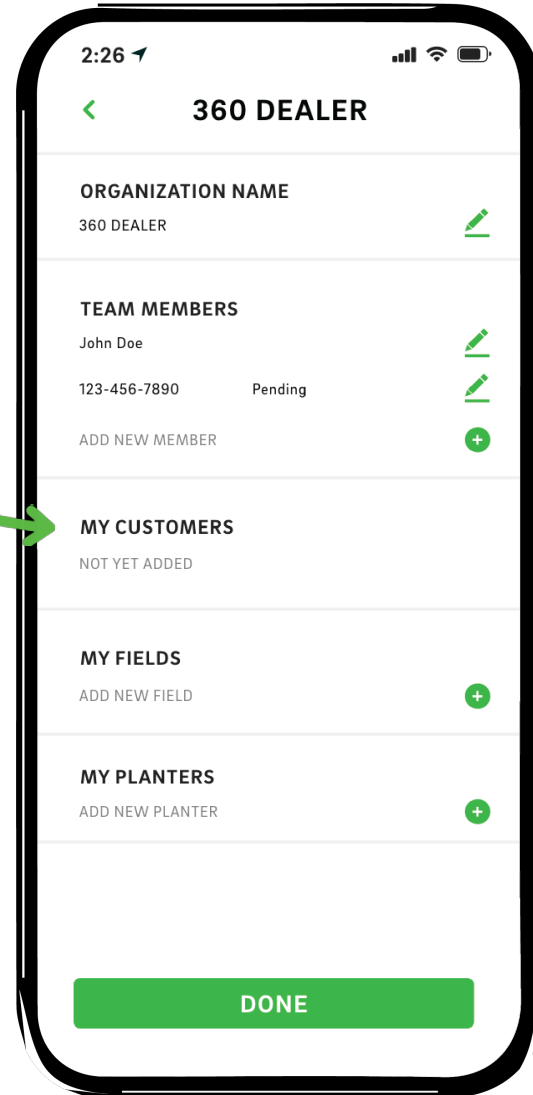 2:26
360 DEALER
ORGANIZATION NAME
360 DEALER
TEAM MEMBERS
John Doe
123-456-7890 Pending
ADD NEW MEMBER
MY CUSTOMERS
NOT YET ADDED
MY FIELDS
ADD NEW FIELD
MY PLANTERS
ADD NEW PLANTER
DONE